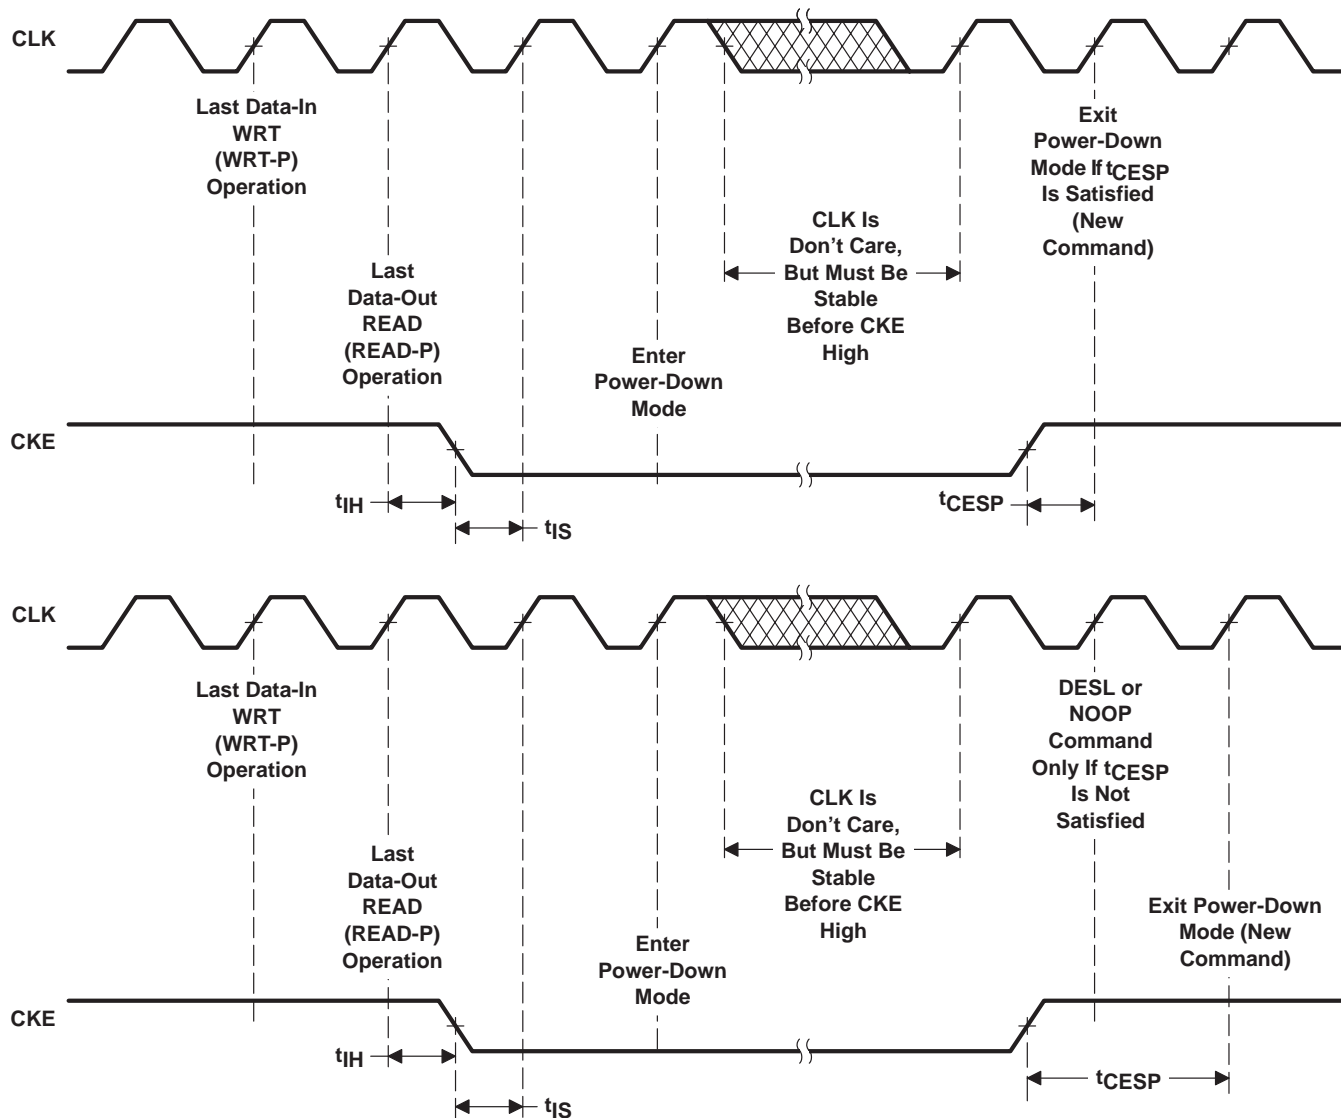 CLK
Last Data-In
WRT
(WRT-P)
Operation
Last
Data-Out
READ
(READ-P)
Operation
Enter
Power-Down
Mode
CLK Is
Don't Care,
But Must Be
Stable
Before CKE
High
Exit
Power-Down
Mode If tCESP
Is Satisfied
(New
Command)
CKE
tIH
tIS
tCESP
CLK
Last Data-In
WRT
(WRT-P)
Operation
Last
Data-Out
READ
(READ-P)
Operation
Enter
Power-Down
Mode
CLK Is
Don't Care,
But Must Be
Stable
Before CKE
High
DESL or
NOOP
Command
Only If tCESP
Is Not
Satisfied
Exit Power-Down
Mode (New
Command)
CKE
tIH
tIS
tCESP